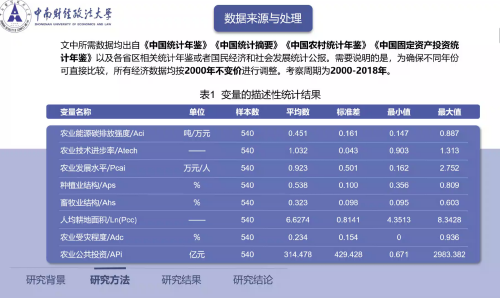 中南财经政法大学
数据来源与处理
文中所需数据均出自《中国统计年鉴》《中国统计摘要》《中国农村统计年鉴》《中国固定资产投资统
计年鉴》以及各省区相关统计年鉴或者国民经济和社会发展统计公报。需要说明的是，为确保不同年份
可直接比较，所有经济数据均按2000年不变价进行调整。考察周期为2000-2018年。
表1 变量的描述性统计结果
变量名称 单位 样本数 平均数 标准差 最小值 最大值
农业能源碳排放强度/Aci 吨/万元 540 0.451 0.161 0.147 0.887
农业技术进步率/Atech —— 540 1.032 0.043 0.903 1.313
农业发展水平/Pcai 万元/人 540 0.923 0.501 0.162 2.752
种植业结构/Aps % 540 0.538 0.100 0.356 0.809
畜牧业结构/Ahs % 540 0.323 0.098 0.095 0.603
人均耕地面积/Ln(Pcc) —— 540 6.6274 0.8141 4.3513 8.3428
农业受灾程度/Adc % 540 0.234 0.154 0 0.936
农业公共投资/APi 亿元 540 314.478 429.428 0.671 2983.382
研究背景 研究方法 研究结果 研究结论